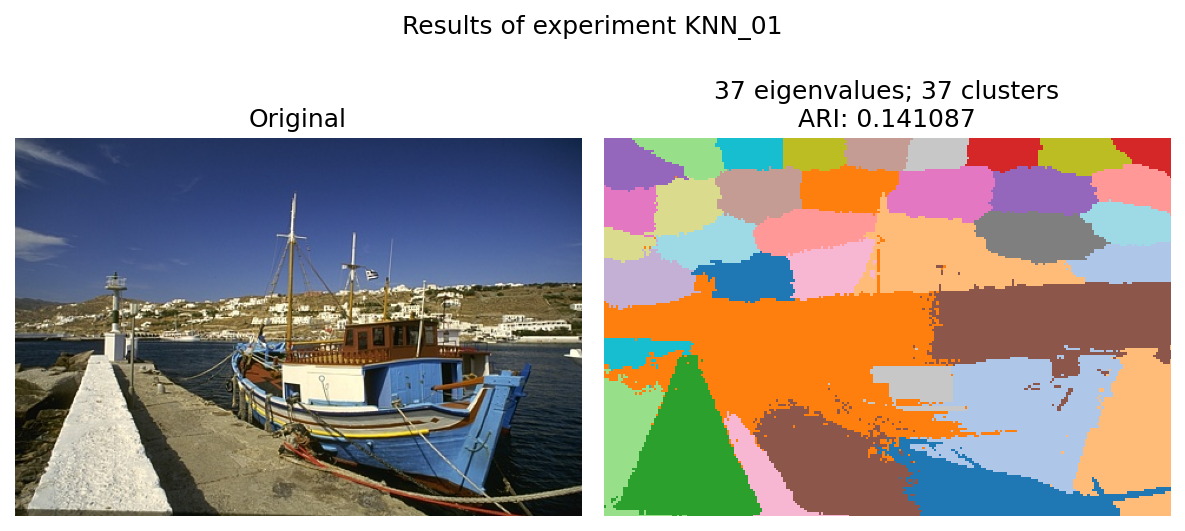 Results of experiment KNN_01
Original
37 eigenvalues; 37 clusters
ARI: 0.141087